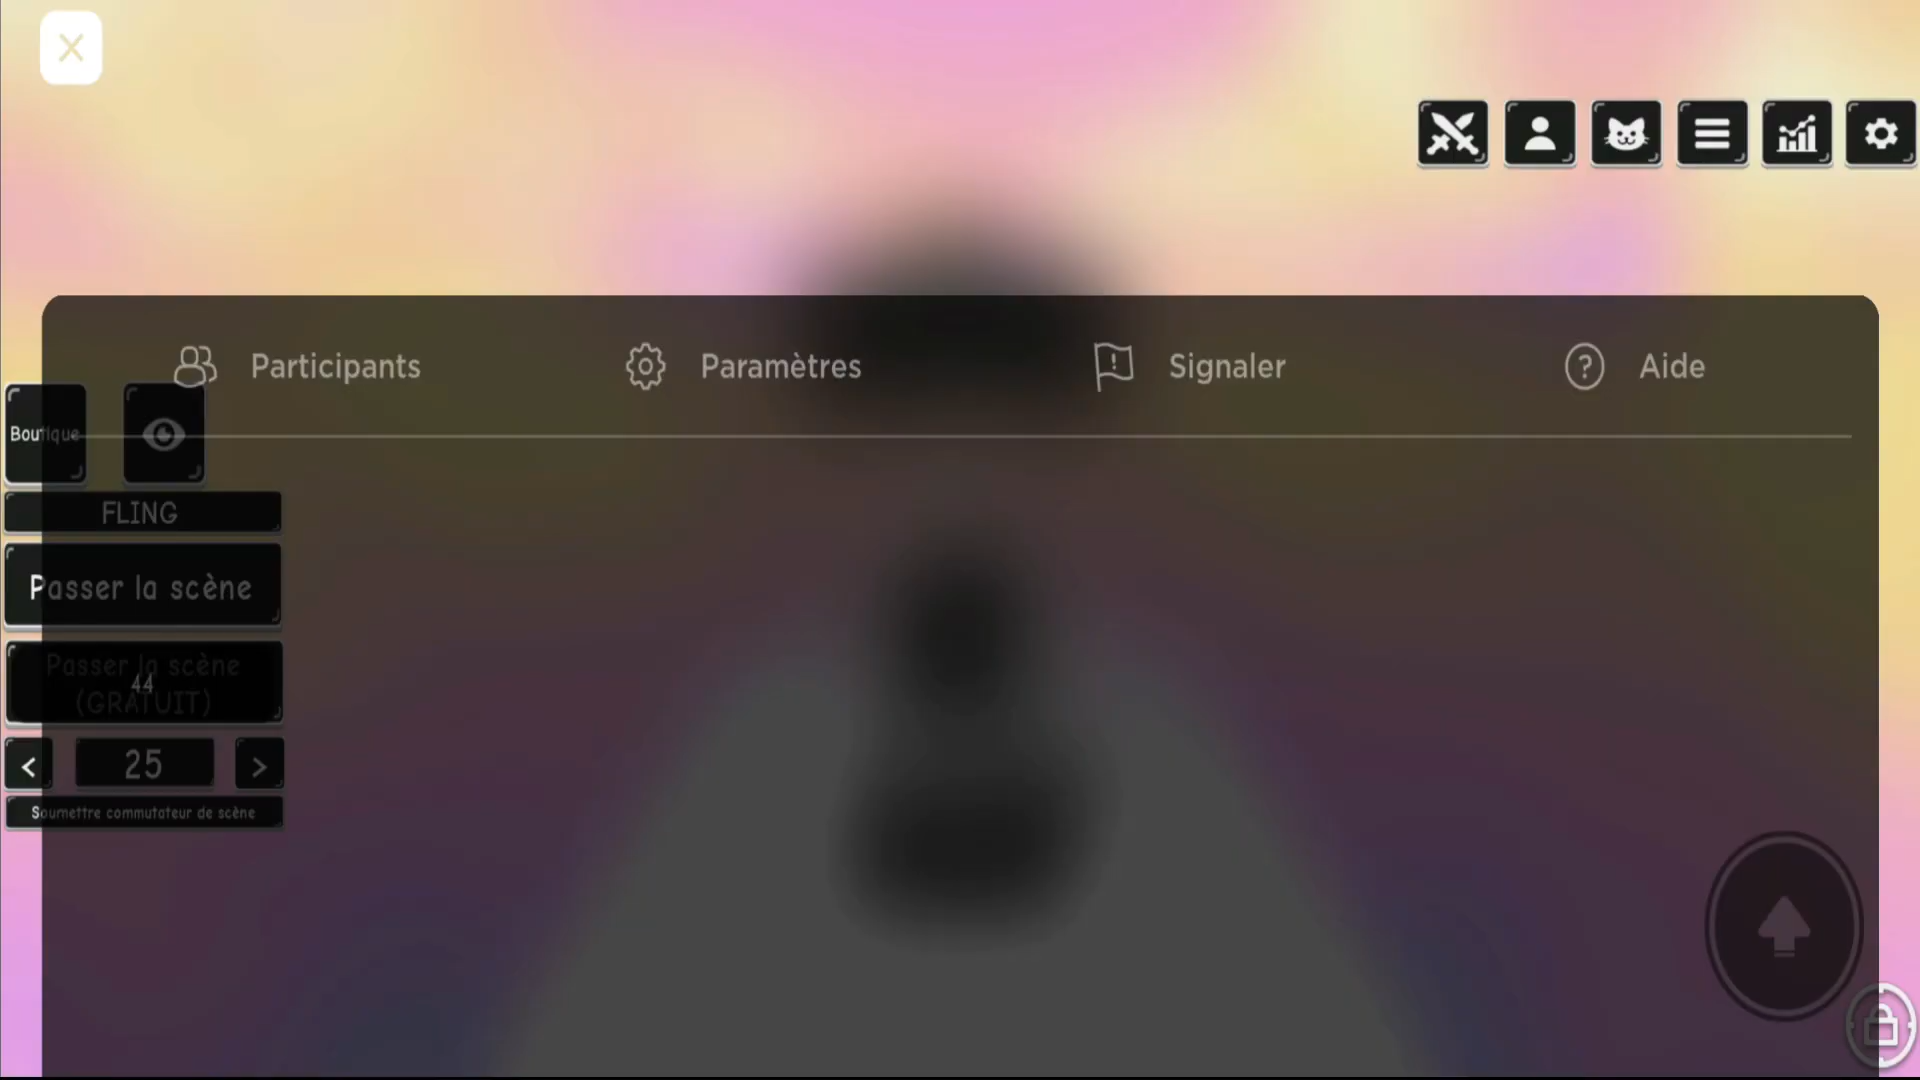 Participants
Paramètres
Signaler
Aide
Boutique
FLING
Passer la scène
Passer la scène
(GRATUIT)
44
< 25 >
Soumettre commutateur de scène